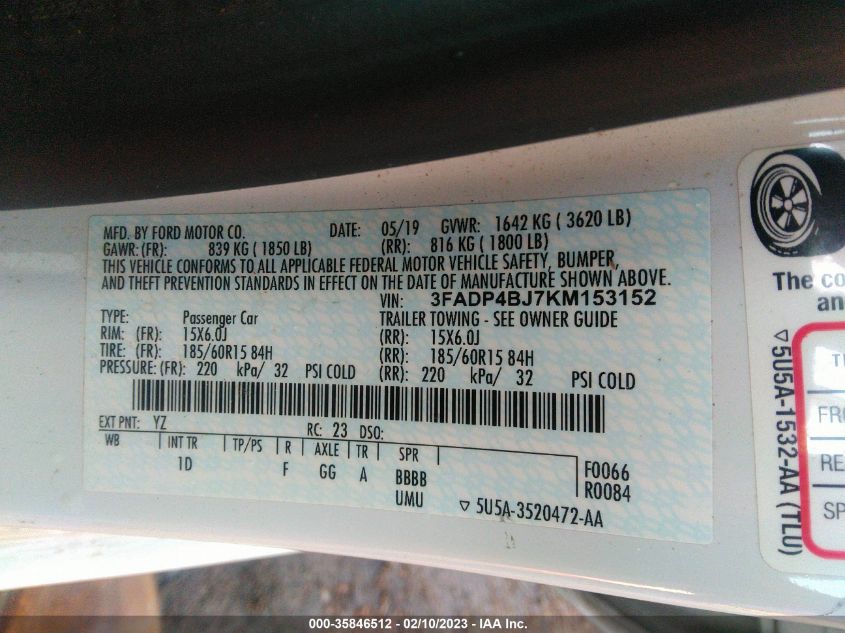 MFD. BY FORD MOTOR CO. DATE: 05/19 GVWR: 1642 KG ( 3620 LB)
GAWR: (FR): 839 KG ( 1850 LB) (RR): 816 KG ( 1800 LB)
THIS VEHICLE CONFORMS TO ALL APPLICABLE FEDERAL MOTOR VEHICLE SAFETY, BUMPER,
AND THEFT PREVENTION STANDARDS IN EFFECT ON THE DATE OF MANUFACTURE SHOWN ABOVE.
VIN: 3FADP4BJ7KM153152
TYPE: Passenger Car TRAILER TOWING - SEE OWNER GUIDE
RIM: (FR): 15X6.0J (RR): 15X6.0J
TIRE: (FR): 185/60R15 84H (RR): 185/60R15 84H
PRESSURE: (FR): 220 kPa/ 32 PSI COLD (RR): 220 kPa/ 32 PSI COLD
EXT PNT: YZ RC: 23 DSO:
WB INT TR TP/PS R AXLE TR SPR
1D F GG A BBBB
UMU
F0066
R0084
▽ 5U5A-3520472-AA
The co
an
▽5U5A-1532-AA (TLU)
FRO
RE
SP
000-35846512 — 02/10/2023 — IAA Inc.